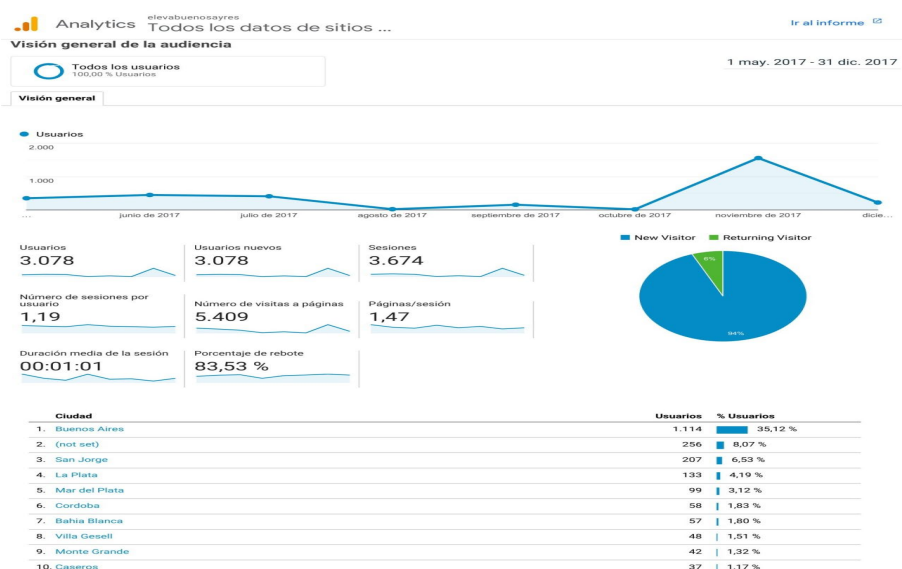 Analytics
elevabuenosayres
Todos los datos de sitios ...
Ir al informe
Visión general de la audiencia
Todos los usuarios
100,00 % Usuarios
1 may. 2017 - 31 dic. 2017
Visión general
Usuarios
2.000
1.000
...
junio de 2017
julio de 2017
agosto de 2017
septiembre de 2017
octubre de 2017
noviembre de 2017
dicie...
New Visitor
Returning Visitor
6%
94%
Usuarios
3.078
Usuarios nuevos
3.078
Sesiones
3.674
Número de sesiones por
usuario
1,19
Número de visitas a páginas
5.409
Páginas/sesión
1,47
Duración media de la sesión
00:01:01
Porcentaje de rebote
83,53 %
Ciudad Usuarios % Usuarios
1. Buenos Aires 1.114 35,12 %
2. (not set) 256 8,07 %
3. San Jorge 207 6,53 %
4. La Plata 133 4,19 %
5. Mar del Plata 99 3,12 %
6. Cordoba 58 1,83 %
7. Bahia Blanca 57 1,80 %
8. Villa Gesell 48 1,51 %
9. Monte Grande 42 1,32 %
10. Caseros 37 1,17 %